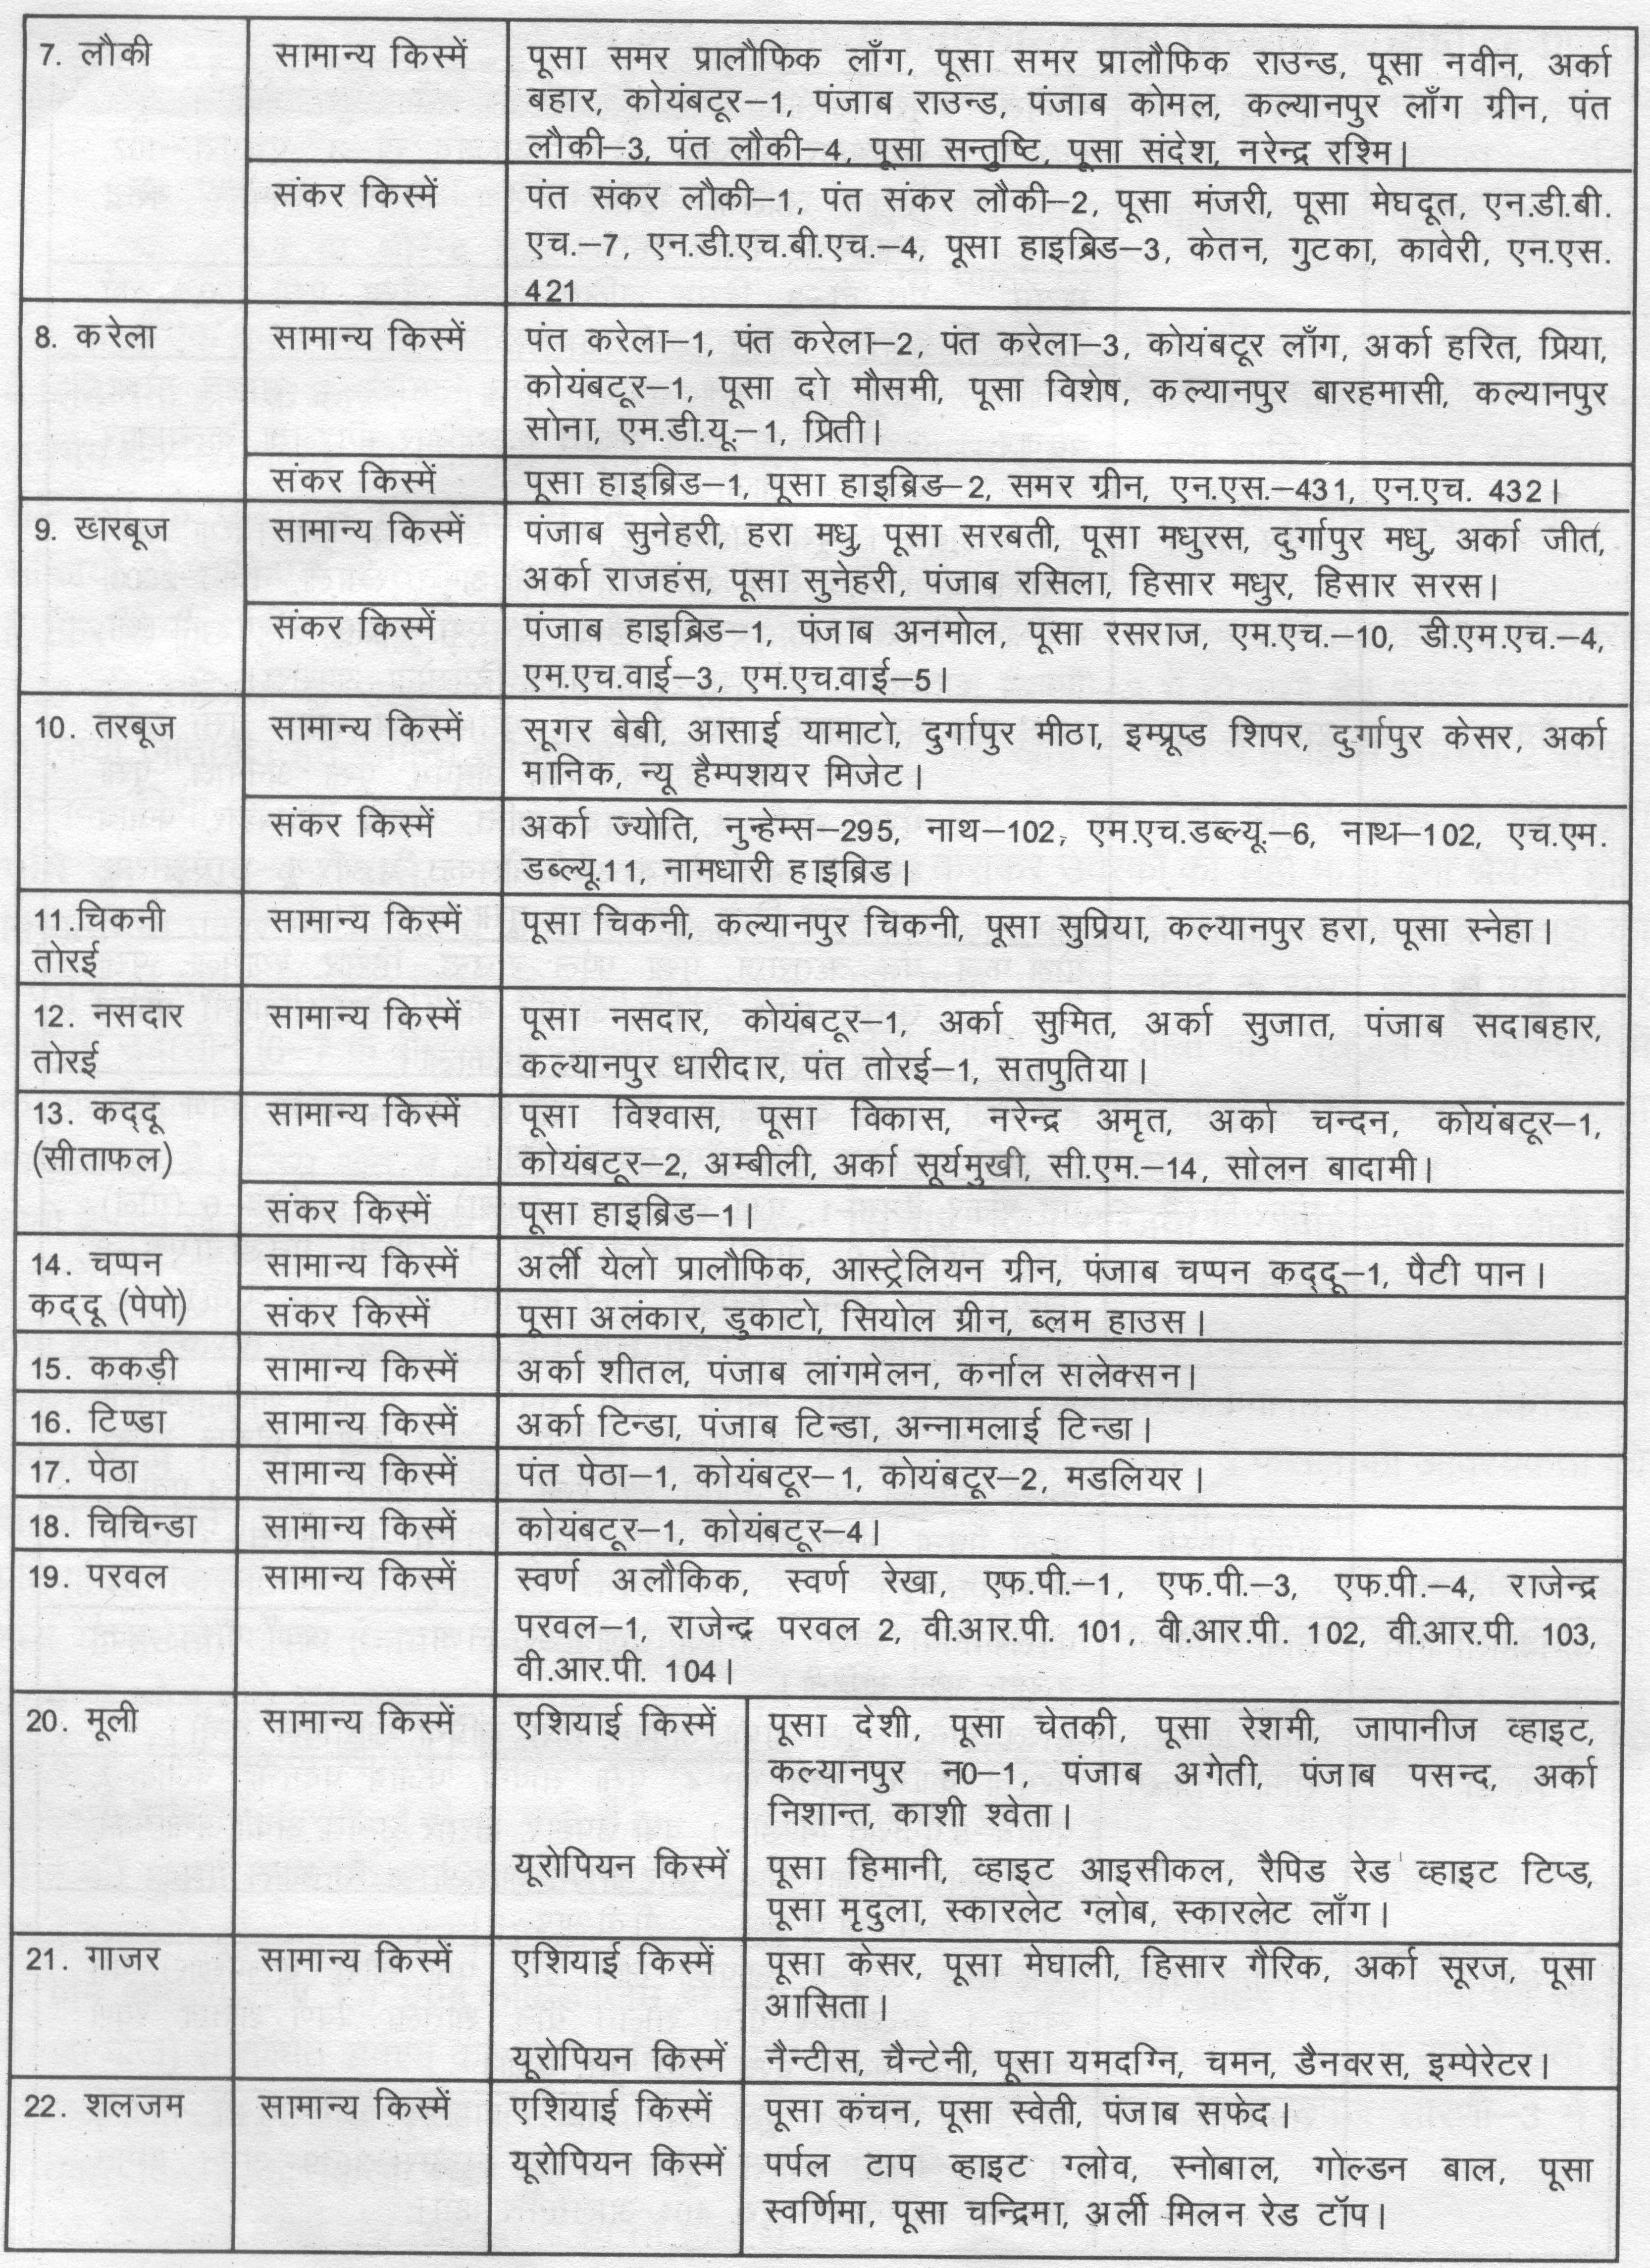 7. लौकी
सामान्य किस्में
पूसा समर प्रालौफिक लाँग, पूसा समर प्रालौफिक राउन्ड, पूसा नवीन, अर्का
बहार, कोयंबटूर–1, पंजाब राउन्ड, पंजाब कोमल, कल्यानपुर लाँग ग्रीन, पंत
लौकी–3, पंत लौकी–4, पूसा सन्तुष्टि, पूसा संदेश, नरेन्द्र रश्मि।
संकर किस्में
पंत संकर लौकी–1, पंत संकर लौकी–2, पूसा मंजरी, पूसा मेघदूत, एन.डी.बी.
एच.–7, एन.डी.एच.बी.एच.–4, पूसा हाइब्रिड–3, केतन, गुटका, कावेरी, एन.एस.
421
8. करेला
सामान्य किस्में
पंत करेला–1, पंत करेला–2, पंत करेला–3, कोयंबटूर लाँग, अर्का हरित, प्रिया,
कोयंबटूर–1, पूसा दो मौसमी, पूसा विशेष, कल्यानपुर बारहमासी, कल्यानपुर
सोना, एम.डी.यू.–1, प्रिती।
संकर किस्में
पूसा हाइब्रिड–1, पूसा हाइब्रिड–2, समर ग्रीन, एन.एस.–431, एन.एच. 432।
9. खरबूज
सामान्य किस्में
पंजाब सुनेहरी, हरा मधु, पूसा सरबती, पूसा मधुरस, दुर्गापुर मधु, अर्का जीत,
अर्का राजहंस, पूसा सुनेहरी, पंजाब रसिला, हिसार मधुर, हिसार सरस।
संकर किस्में
पंजाब हाइब्रिड–1, पंजाब अनमोल, पूसा रसराज, एम.एच.–10, डी.एम.एच.–4,
एम.एच.वाई–3, एम.एच.वाई–5।
10. तरबूज
सामान्य किस्में
सूगर बेबी, आसाई यामाटो, दुर्गापुर मीठा, इम्प्रूप्ड शिपर, दुर्गापुर केसर, अर्का
मानिक, न्यू हैम्पशयर मिजेट।
संकर किस्में
अर्का ज्योति, नुन्हेम्स–295, नाथ–102, एम.एच.डब्ल्यू.–6, नाथ–102, एच.एम.
डब्ल्यू.11, नामधारी हाइब्रिड।
11.चिकनी
तोरई
सामान्य किस्में
पूसा चिकनी, कल्यानपुर चिकनी, पूसा सुप्रिया, कल्यानपुर हरा, पूसा स्नेहा।
12. नसदार
तोरई
सामान्य किस्में
पूसा नसदार, कोयंबटूर–1, अर्का सुमित, अर्का सुजात, पंजाब सदाबहार,
कल्यानपुर धारीदार, पंत तोरई–1, सतपुतिया।
13. कद्दू
(सीताफल)
सामान्य किस्में
पूसा विश्वास, पूसा विकास, नरेन्द्र अमृत, अर्का चन्दन, कोयंबटूर–1,
कोयंबटूर–2, अम्बीली, अर्का सूर्यमुखी, सी.एम.–14, सोलन बादामी।
संकर किस्में
पूसा हाइब्रिड–1।
14. चप्पन
कद्दू (पेपो)
सामान्य किस्में
अर्ली येलो प्रालौफिक, आस्ट्रेलियन ग्रीन, पंजाब चप्पन कद्दू–1, पैटी पान।
संकर किस्में
पूसा अलंकार, डुकाटो, सियोल ग्रीन, ब्लम हाउस।
15. ककड़ी
सामान्य किस्में
अर्का शीतल, पंजाब लांगमेलन, कर्नाल सलेक्सन।
16. टिण्डा
सामान्य किस्में
अर्का टिन्डा, पंजाब टिन्डा, अन्नामलाई टिन्डा।
17. पेठा
सामान्य किस्में
पंत पेठा–1, कोयंबटूर–1, कोयंबटूर–2, मडलियर।
18. चिचिन्डा
सामान्य किस्में
कोयंबटूर–1, कोयंबटूर–4।
19. परवल
सामान्य किस्में
स्वर्ण अलौकिक, स्वर्ण रेखा, एफ.पी.–1, एफ.पी.–3, एफ.पी.–4, राजेन्द्र
परवल–1, राजेन्द्र परवल 2, वी.आर.पी. 101, वी.आर.पी. 102, वी.आर.पी. 103,
वी.आर.पी. 104।
20. मूली
सामान्य किस्में
एशियाई किस्में
पूसा देशी, पूसा चेतकी, पूसा रेशमी, जापानीज व्हाइट,
कल्यानपुर न0–1, पंजाब अगेती, पंजाब पसन्द, अर्का
निशान्त, काशी श्वेता।
यूरोपियन किस्में
पूसा हिमानी, व्हाइट आइसीकल, रैपिड रेड व्हाइट टिप्ड,
पूसा मृदुला, स्कारलेट ग्लोब, स्कारलेट लाँग।
21. गाजर
सामान्य किस्में
एशियाई किस्में
पूसा केसर, पूसा मेघाली, हिसार गैरिक, अर्का सूरज, पूसा
आसिता।
यूरोपियन किस्में
नैन्टीस, चैन्टेनी, पूसा यमदग्नि, चमन, डैनवरस, इम्पेरेटर।
22. शलजम
सामान्य किस्में
एशियाई किस्में
पूसा कंचन, पूसा स्वेती, पंजाब सफेद।
यूरोपियन किस्में
पर्पल टाप व्हाइट ग्लोव, स्नोबाल, गोल्डन बाल, पूसा
स्वर्णिमा, पूसा चन्द्रिमा, अर्ली मिलन रेड टॉप।